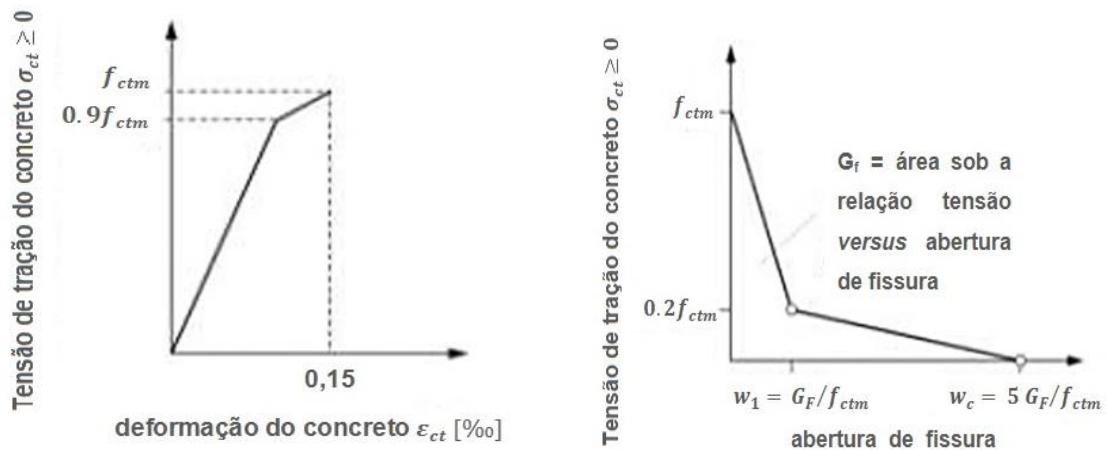 Tensão de tração do concreto σ_ct ≥ 0
f_ctm
0.9f_ctm
0,15
deformação do concreto ε_ct [‰]
Tensão de tração do concreto σ_ct ≥ 0
f_ctm
G_f = área sob a
relação tensão
versus abertura
de fissura
0.2f_ctm
w_1 = G_F/f_ctm
w_c = 5 G_F/f_ctm
abertura de fissura